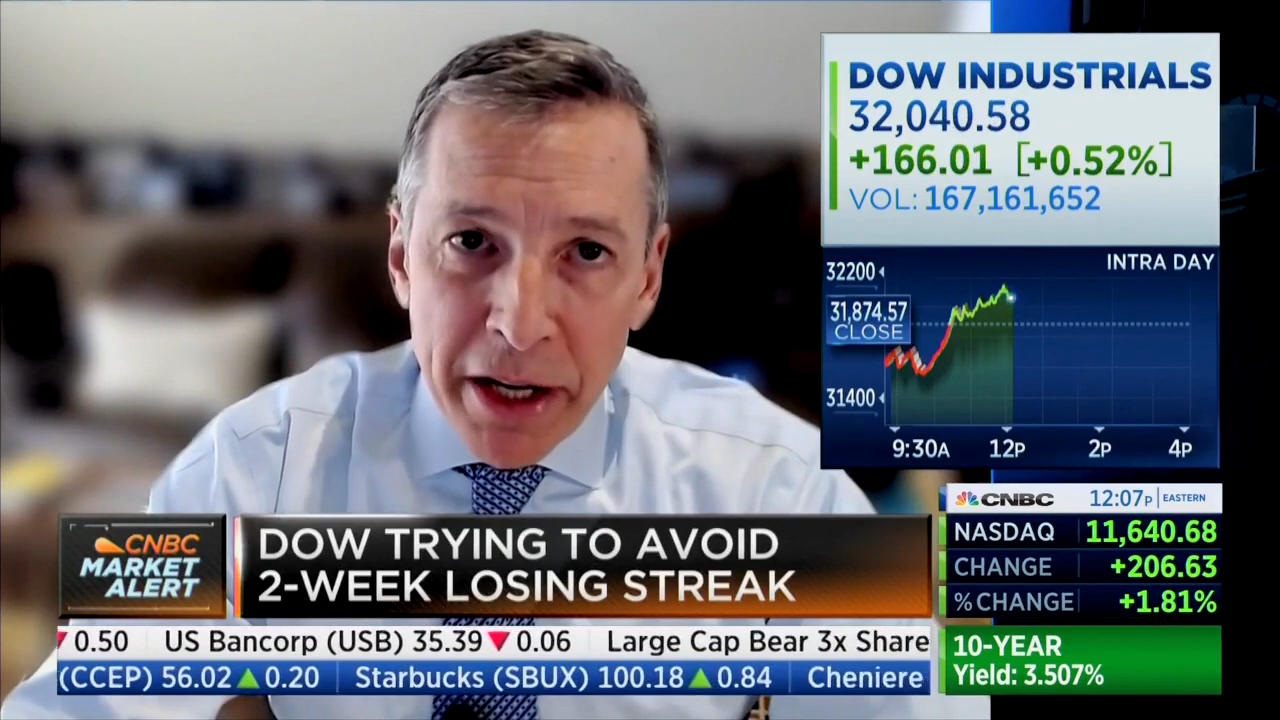 DOW INDUSTRIALS
32,040.58
+166.01 [+0.52%]
VOL: 167,161,652
INTRA DAY
32200
31,874.57
CLOSE
31400
9:30A 12P 2P 4P
CNBC 12:07P EASTERN
NASDAQ 11,640.68
CHANGE +206.63
% CHANGE +1.81%
10-YEAR
Yield: 3.507%
CNBC
MARKET
ALERT
DOW TRYING TO AVOID
2-WEEK LOSING STREAK
▼ 0.50 US Bancorp (USB) 35.39 ▼ 0.06 Large Cap Bear 3x Share
(CCEP) 56.02 ▲ 0.20 Starbucks (SBUX) 100.18 ▲ 0.84 Cheniere